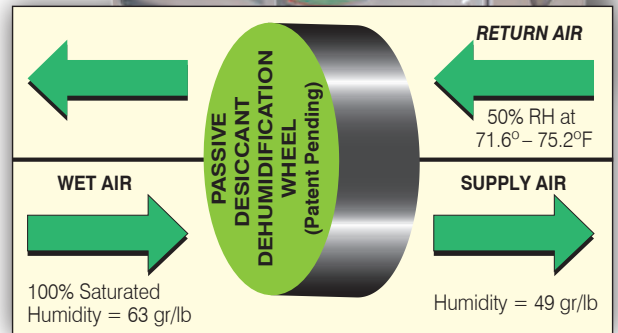 RETURN AIR
50% RH at
71.6º – 75.2ºF
PASSIVE
DESICCANT
DEHUMIDIFICATION
WHEEL
(Patent Pending)
WET AIR
100% Saturated
Humidity = 63 gr/lb
SUPPLY AIR
Humidity = 49 gr/lb